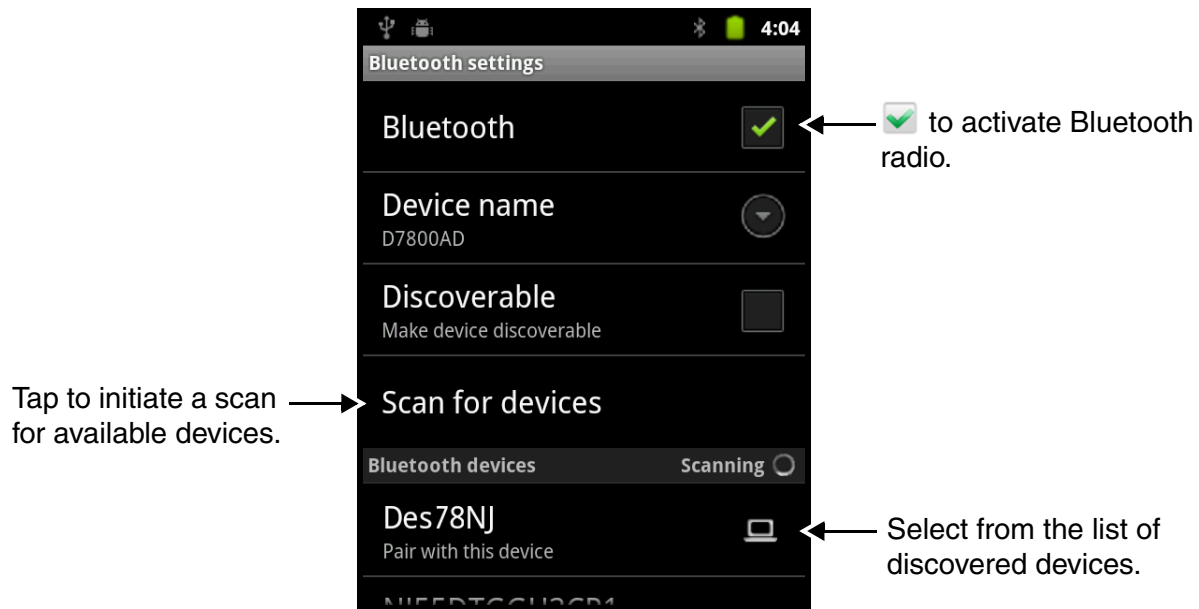 4:04
Bluetooth settings
Bluetooth
✓ to activate Bluetooth
radio.
Device name
D7800AD
Discoverable
Make device discoverable
Tap to initiate a scan
for available devices.
Scan for devices
Bluetooth devices Scanning
Des78NJ
Pair with this device
Select from the list of
discovered devices.